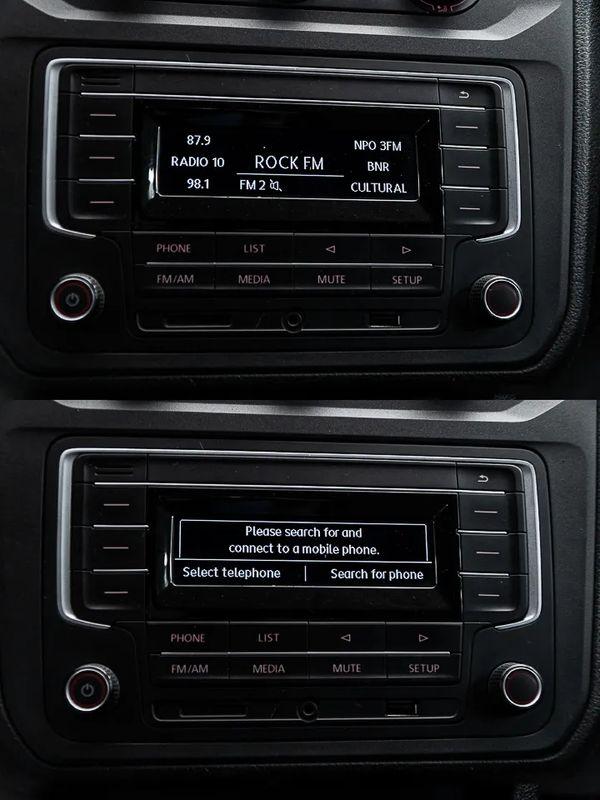 87.9
NPO 3FM
RADIO 10
ROCK FM
BNR
98.1
FM 2
CULTURAL
PHONE
LIST
FM/AM
MEDIA
MUTE
SETUP
Please search for and
connect to a mobile phone.
Select telephone
Search for phone
PHONE
LIST
FM/AM
MEDIA
MUTE
SETUP